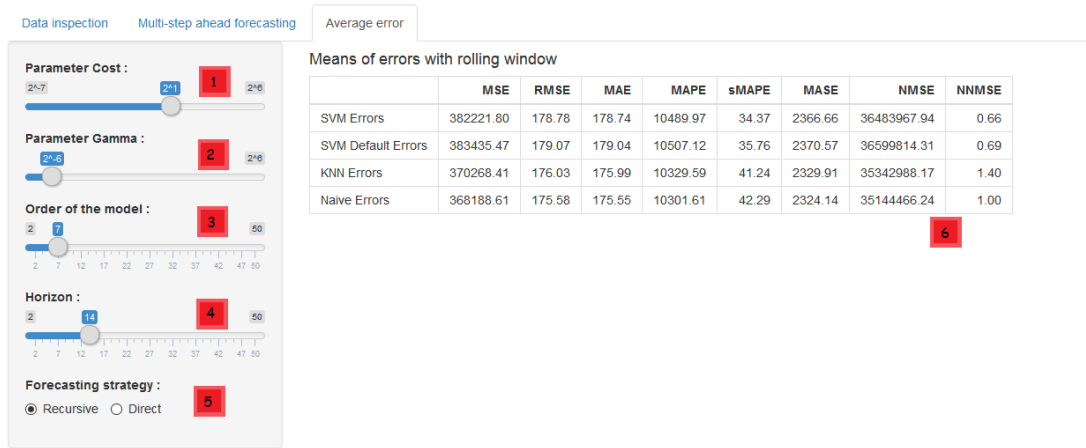 Data inspection Multi-step ahead forecasting Average error
Parameter Cost :
2^-7 2^1 2^6
1
Parameter Gamma :
2^-6 2^6
2
Order of the model :
2 7 50
3
2 7 12 17 22 27 32 37 42 47 50
Horizon :
2 14 50
4
2 7 12 17 22 27 32 37 42 47 50
Forecasting strategy :
Recursive Direct
5
Means of errors with rolling window
MSE RMSE MAE MAPE sMAPE MASE NMSE NNMSE
SVM Errors 382221.80 178.78 178.74 10489.97 34.37 2366.66 36483967.94 0.66
SVM Default Errors 383435.47 179.07 179.04 10507.12 35.76 2370.57 36599814.31 0.69
KNN Errors 370268.41 176.03 175.99 10329.59 41.24 2329.91 35342988.17 1.40
Naive Errors 368188.61 175.58 175.55 10301.61 42.29 2324.14 35144466.24 1.00
6